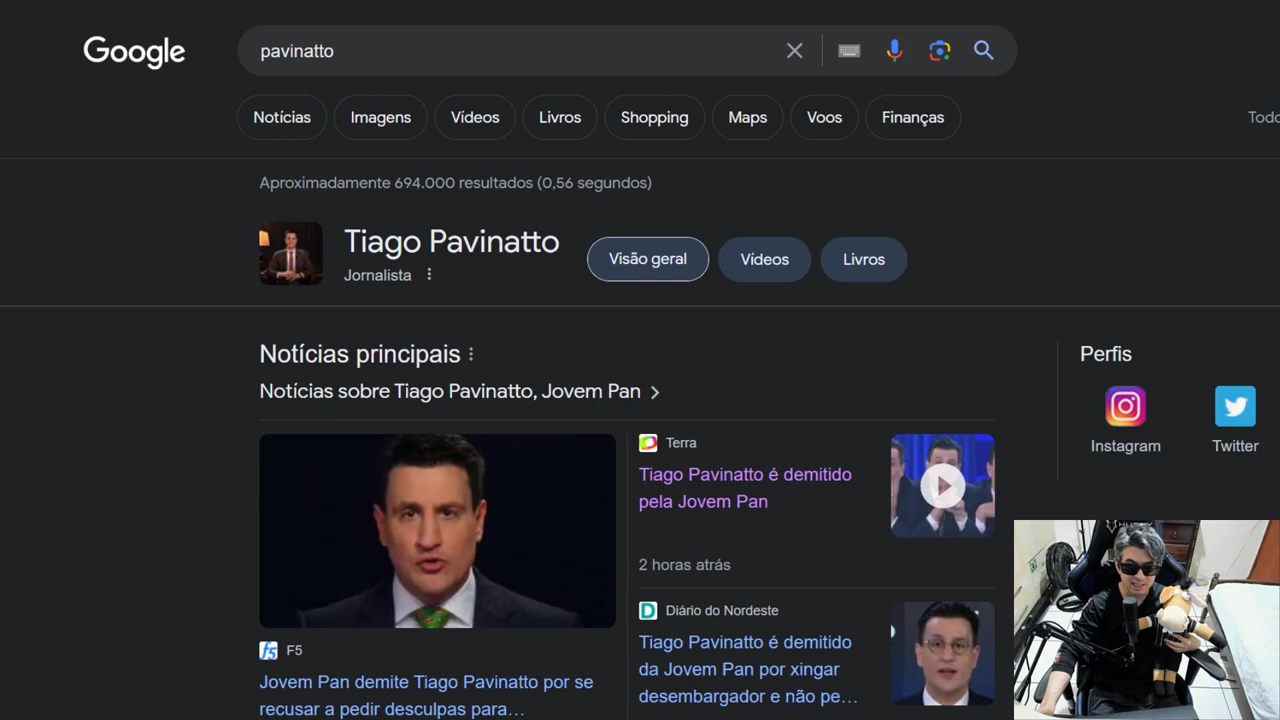 Google
pavinatto
Notícias
Imagens
Vídeos
Livros
Shopping
Maps
Voos
Finanças
Aproximadamente 694.000 resultados (0,56 segundos)
Tiago Pavinatto
Jornalista
Visão geral
Vídeos
Livros
Notícias principais
Notícias sobre Tiago Pavinatto, Jovem Pan
F5
Jovem Pan demite Tiago Pavinatto por se
recusar a pedir desculpas para…
Terra
Tiago Pavinatto é demitido
pela Jovem Pan
2 horas atrás
Diário do Nordeste
Tiago Pavinatto é demitido
da Jovem Pan por xingar
desembargador e não pe…
Perfis
Instagram
Twitter